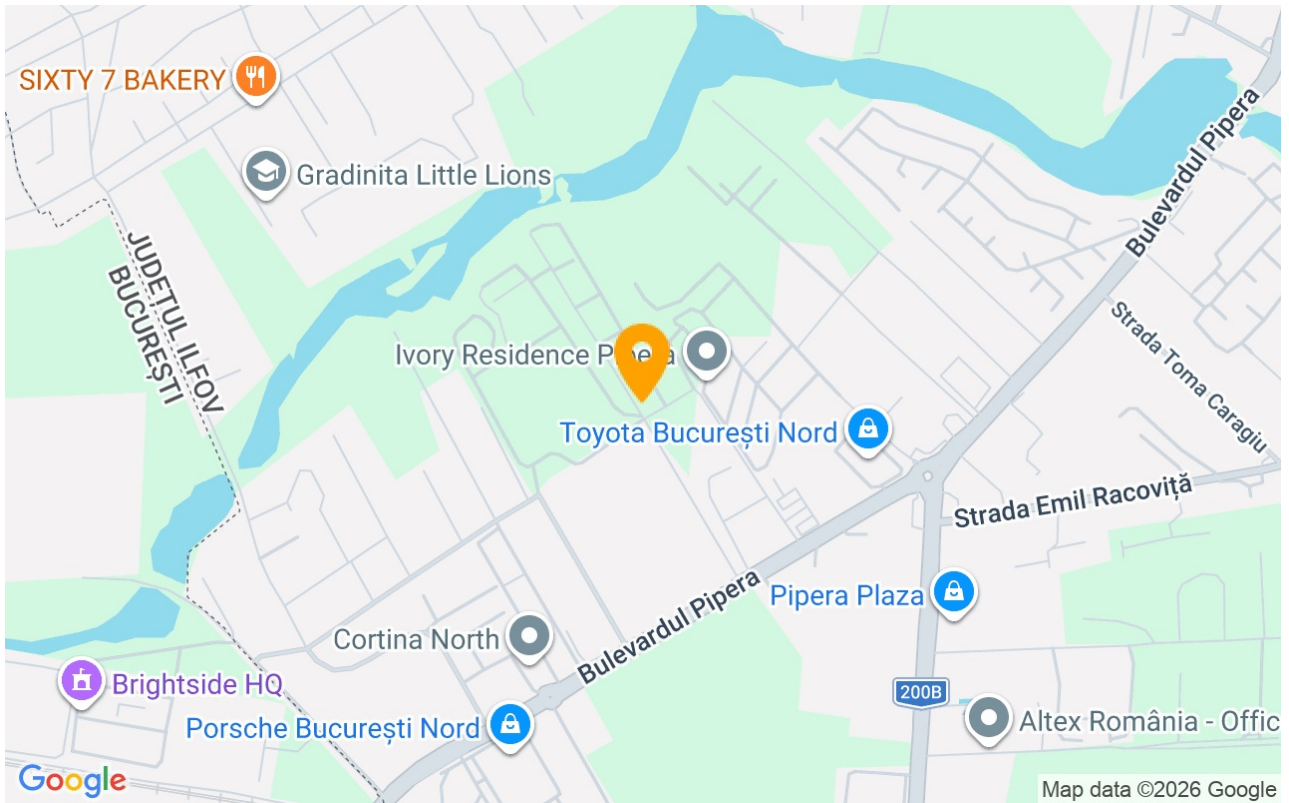 SIXTY 7 BAKERY
Gradinita Little Lions
Bulevardul Pipera
JUDEȚUL ILFOV
BUCUREȘTI
Strada Toma Caragiu
Ivory Residence Pipera
Toyota București Nord
Strada Emil Racoviță
Pipera Plaza
Bulevardul Pipera
Cortina North
Brightside HQ
200B
Porsche București Nord
Altex România - Offic
Google
Map data ©2026 Google